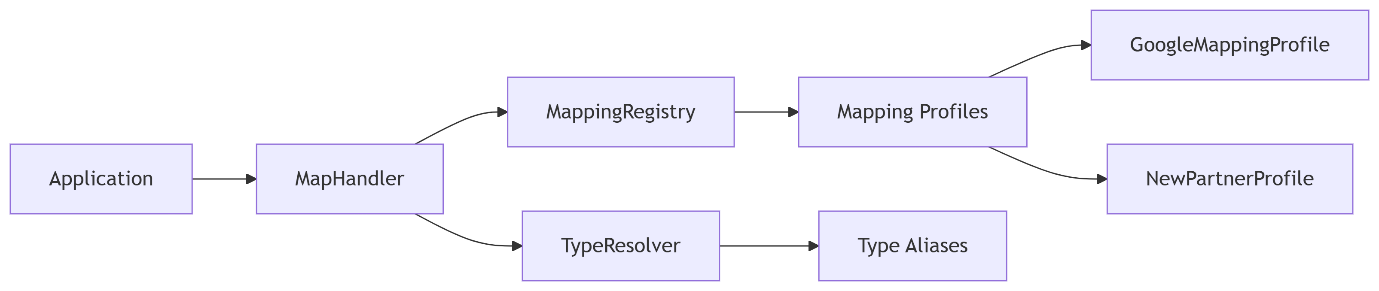 Application
MapHandler
MappingRegistry
Mapping Profiles
GoogleMappingProfile
NewPartnerProfile
TypeResolver
Type Aliases